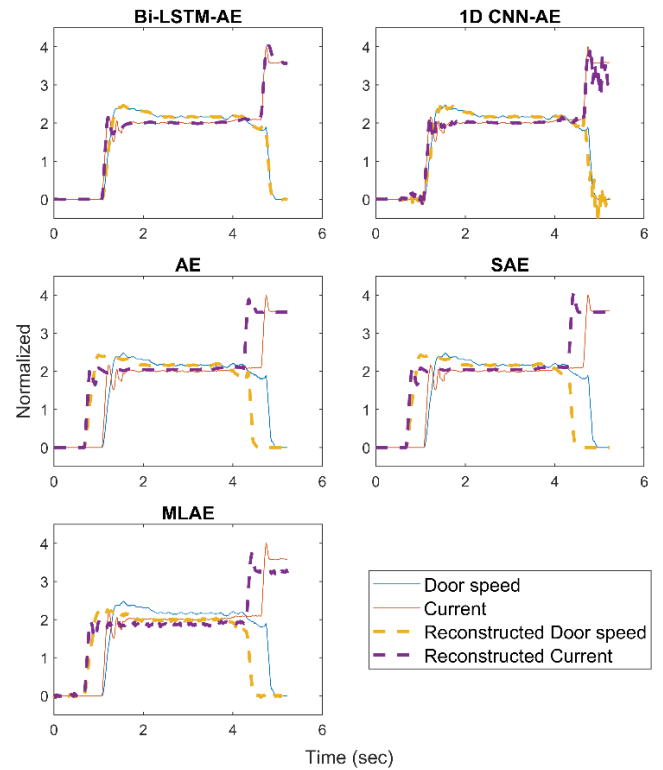 Bi-LSTM-AE
1D CNN-AE
4
3
2
1
0
0 2 4 6
4
3
2
1
0
0 2 4 6
AE
SAE
Normalized
4
3
2
1
0
0 2 4 6
4
3
2
1
0
0 2 4 6
MLAE
4
3
2
1
0
0 2 4 6
Door speed
Current
Reconstructed Door speed
Reconstructed Current
Time (sec)